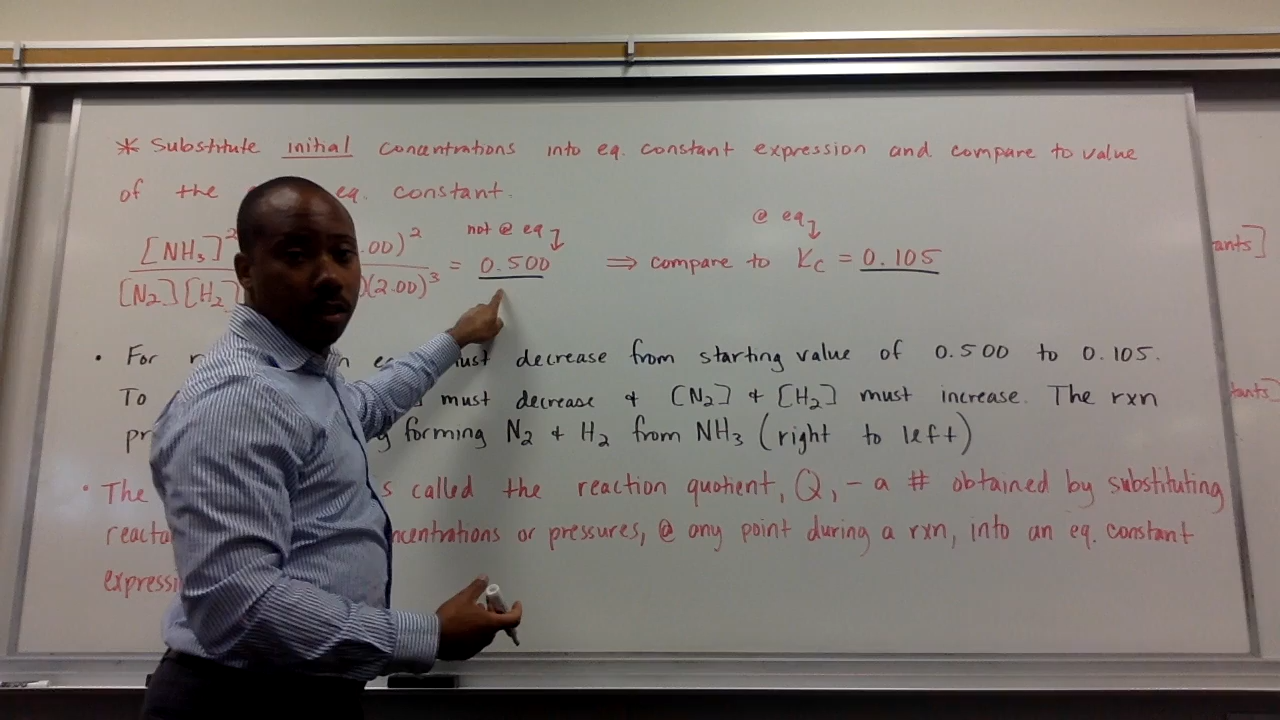 * Substitute initial concentrations into eq. constant expression and compare to value
of the eq. constant.
not @ eq @ eq
[NH3]2 .00)2
[N2][H2] )(2.00)3 = 0.500 ⇒ compare to Kc = 0.105
• For must decrease from starting value of 0.500 to 0.105.
To must decrease & [N2] & [H2] must increase. The rxn
forming N2 & H2 from NH3 (right to left)
• The called the reaction quotient, Q, - a # obtained by substituting
or pressures, @ any point during a rxn, into an eq. constant
ants]
tants]